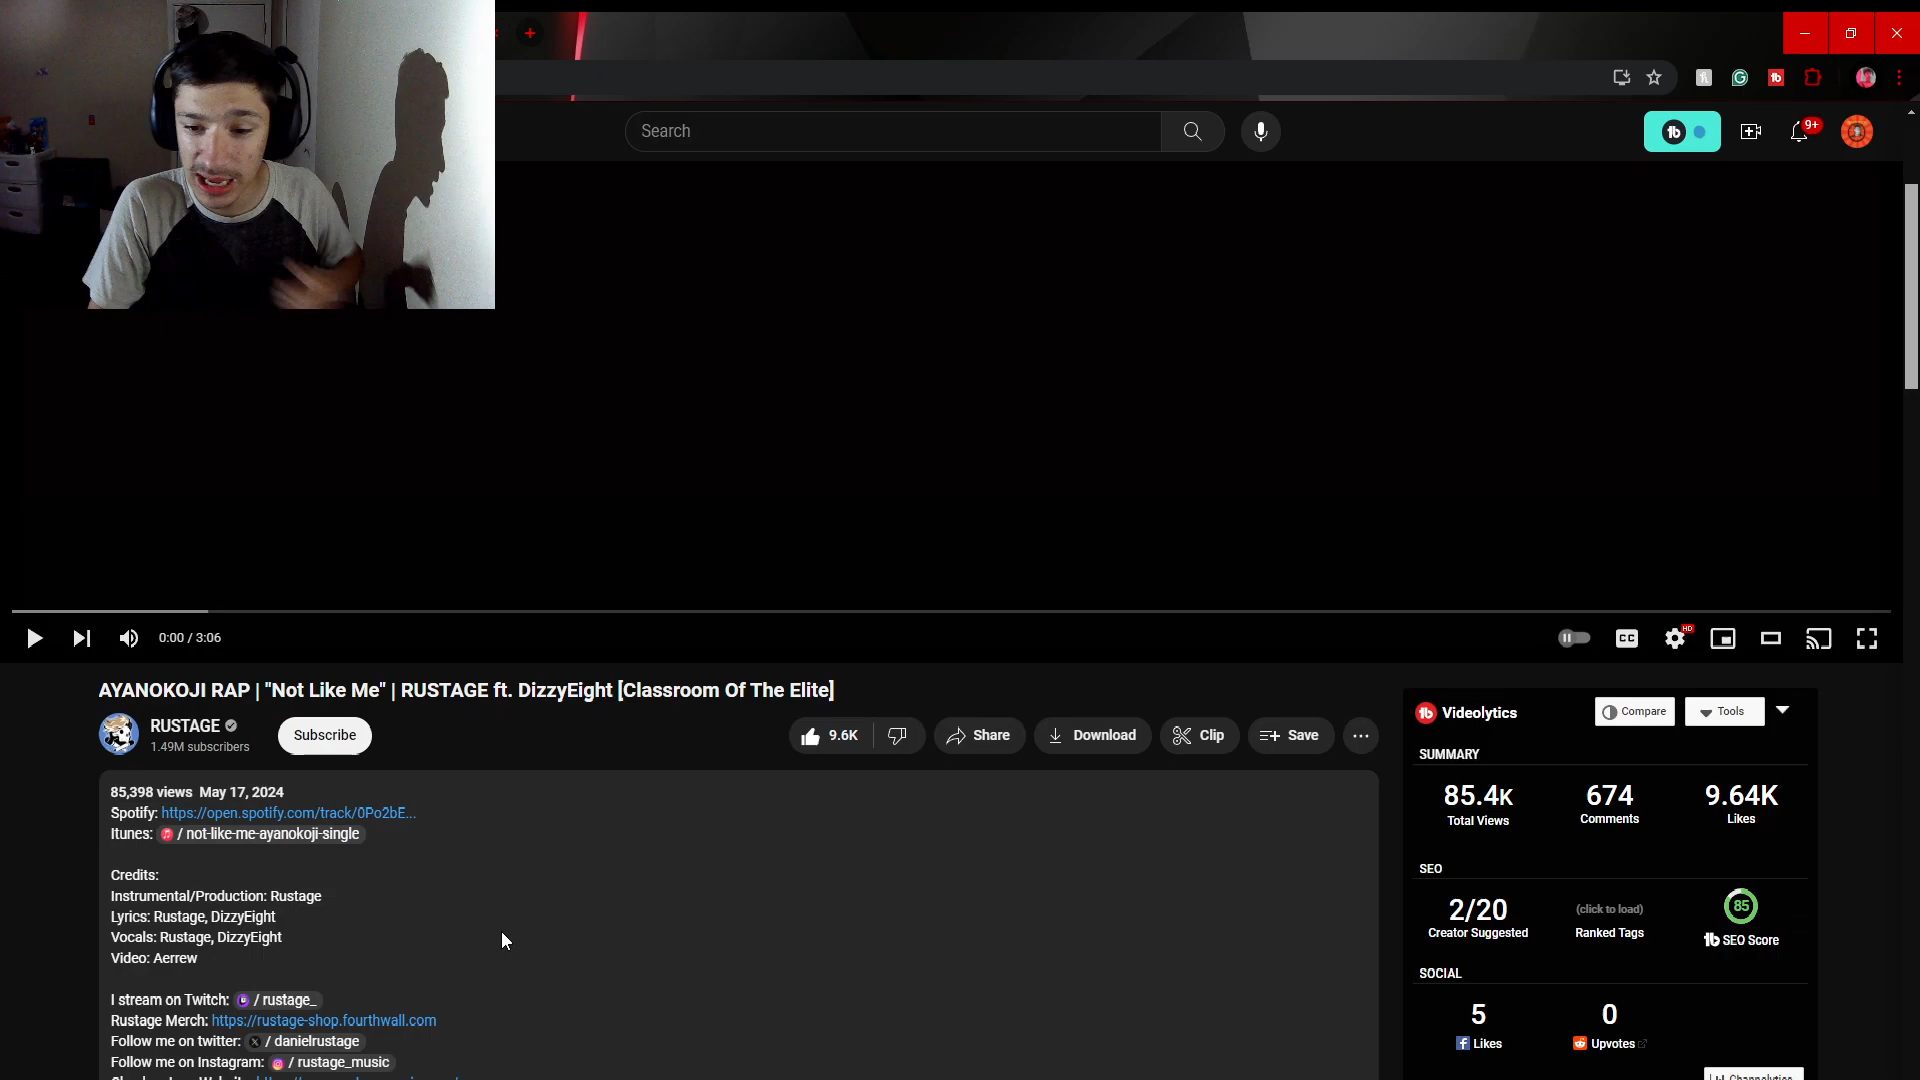 Search
9+
HD
CC
0:00 / 3:06
AYANOKOJI RAP | "Not Like Me" | RUSTAGE ft. DizzyEight [Classroom Of The Elite]
RUSTAGE
1.49M subscribers
Subscribe
9.6K
Share
Download
Clip
Save
85,398 views May 17, 2024
Spotify: https://open.spotify.com/track/0Po2bE...
Itunes: / not-like-me-ayanokoji-single
Credits:
Instrumental/Production: Rustage
Lyrics: Rustage, DizzyEight
Vocals: Rustage, DizzyEight
Video: Aerrew
I stream on Twitch: / rustage_
Rustage Merch: https://rustage-shop.fourthwall.com
Follow me on twitter: / danielrustage
Follow me on Instagram: / rustage_music
Videolytics
Compare
Tools
SUMMARY
85.4K
674
9.64K
Total Views
Comments
Likes
SEO
2/20
(click to load)
85
Creator Suggested
Ranked Tags
SEO Score
SOCIAL
5
0
Likes
Upvotes